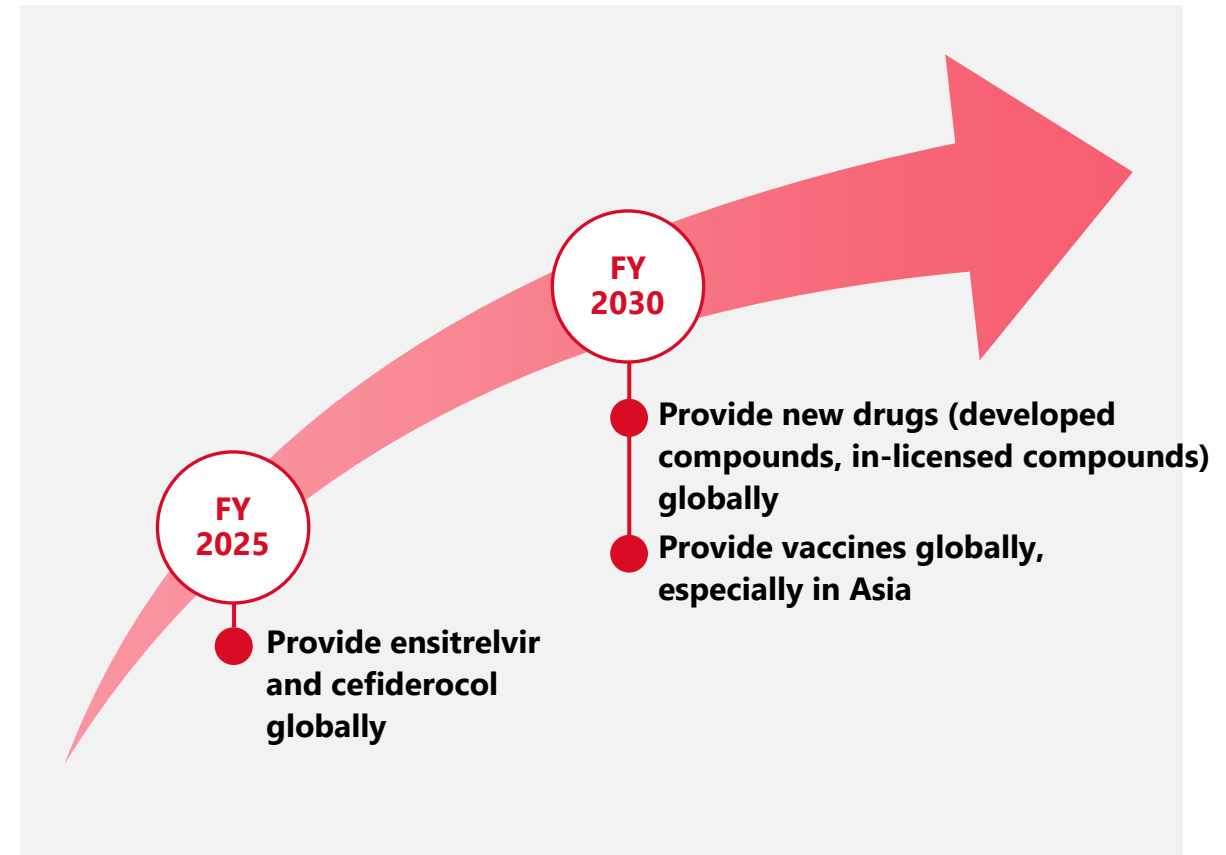 FY
2030
Provide new drugs (developed
compounds, in-licensed compounds)
globally
Provide vaccines globally,
especially in Asia
FY
2025
Provide ensitrelvir
and cefiderocol
globally